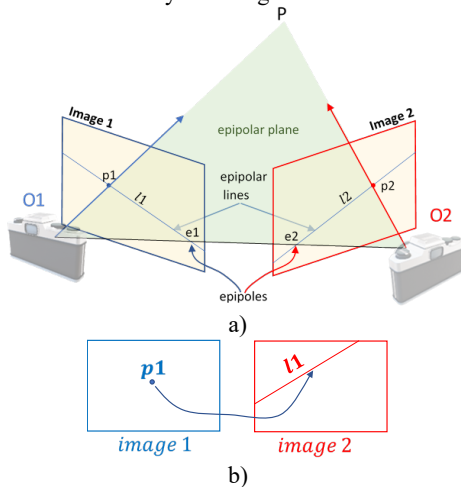 P
Image 1
Image 2
epipolar plane
p1
epipolar
lines
l1
l2
p2
O1
O2
e1
e2
epipoles
a)
p1
l1
image 1
image 2
b)